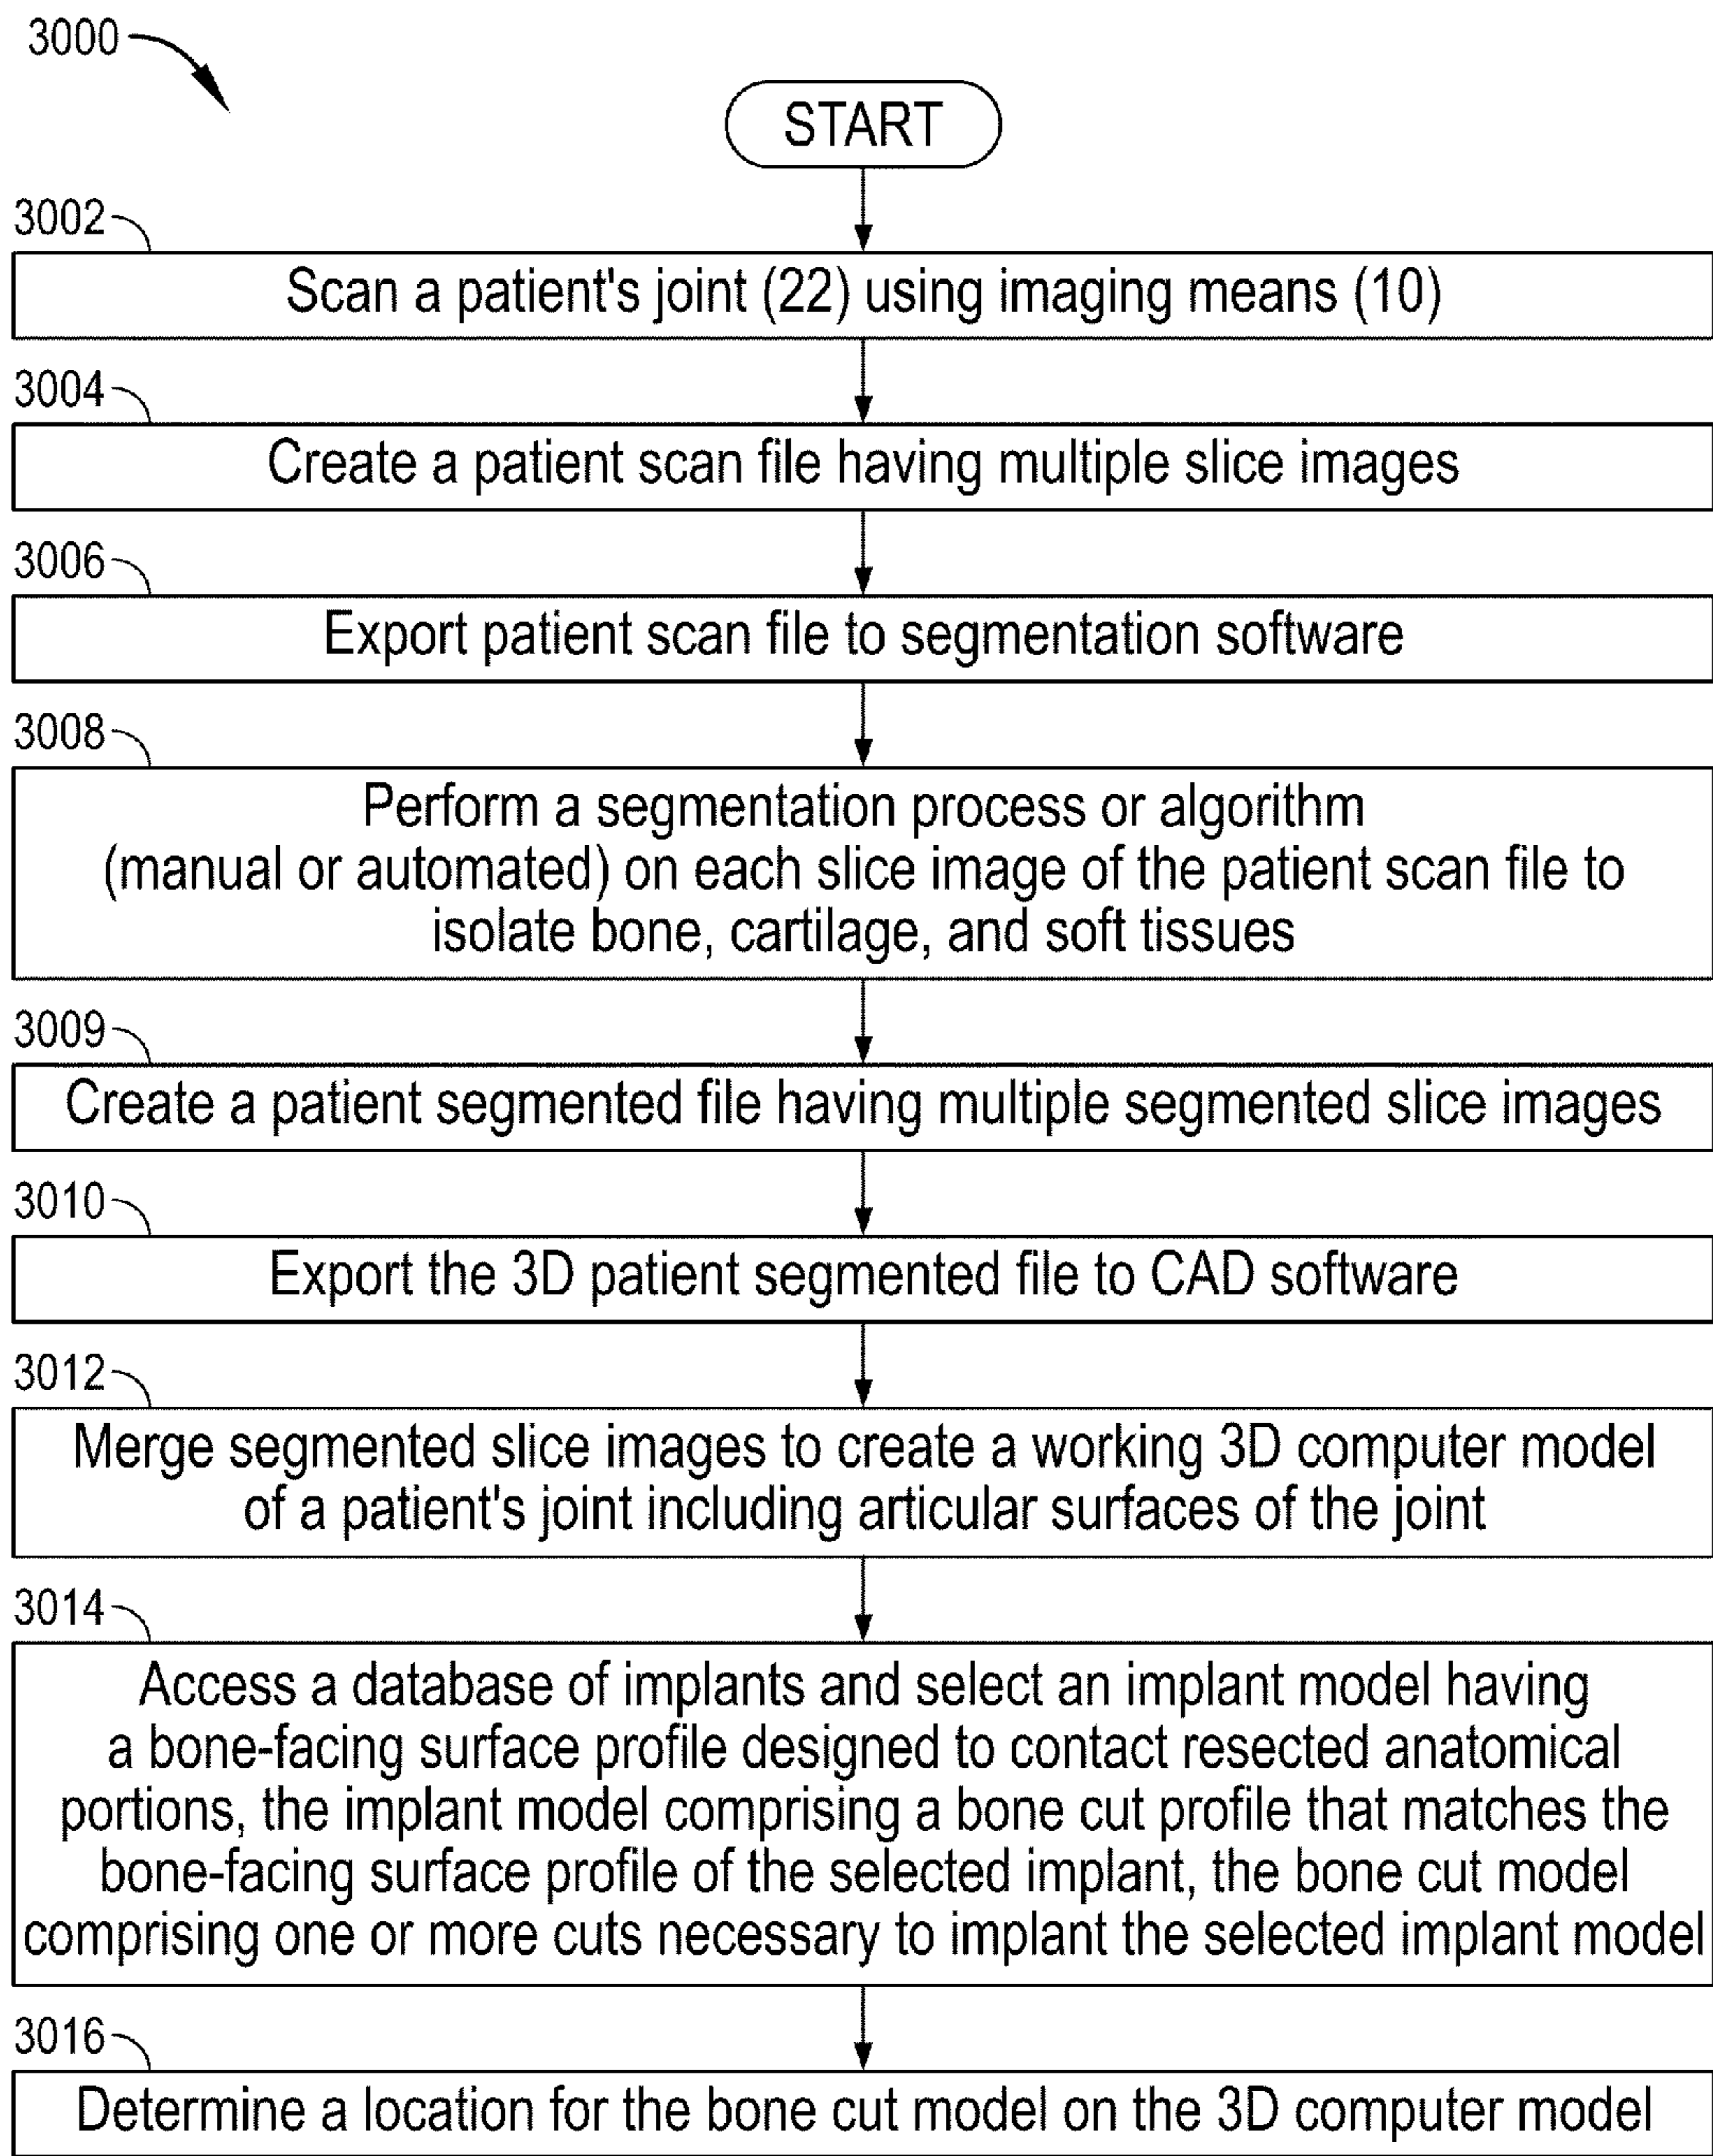 3000
START
3002
Scan a patient's joint (22) using imaging means (10)
3004
Create a patient scan file having multiple slice images
3006
Export patient scan file to segmentation software
3008
Perform a segmentation process or algorithm
(manual or automated) on each slice image of the patient scan file to
isolate bone, cartilage, and soft tissues
3009
Create a patient segmented file having multiple segmented slice images
3010
Export the 3D patient segmented file to CAD software
3012
Merge segmented slice images to create a working 3D computer model
of a patient's joint including articular surfaces of the joint
3014
Access a database of implants and select an implant model having
a bone-facing surface profile designed to contact resected anatomical
portions, the implant model comprising a bone cut profile that matches the
bone-facing surface profile of the selected implant, the bone cut model
comprising one or more cuts necessary to implant the selected implant model
3016
Determine a location for the bone cut model on the 3D computer model